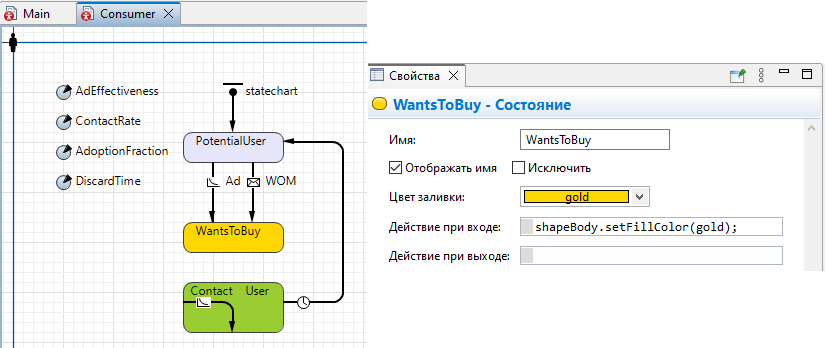 Main
Consumer
AdEffectiveness
statechart
ContactRate
AdoptionFraction
PotentialUser
DiscardTime
Ad
WOM
WantsToBuy
Contact
User
Свойства
WantsToBuy - Состояние
Имя:
WantsToBuy
Отображать имя
Исключить
Цвет заливки:
gold
Действие при входе:
shapeBody.setFillColor(gold);
Действие при выходе: